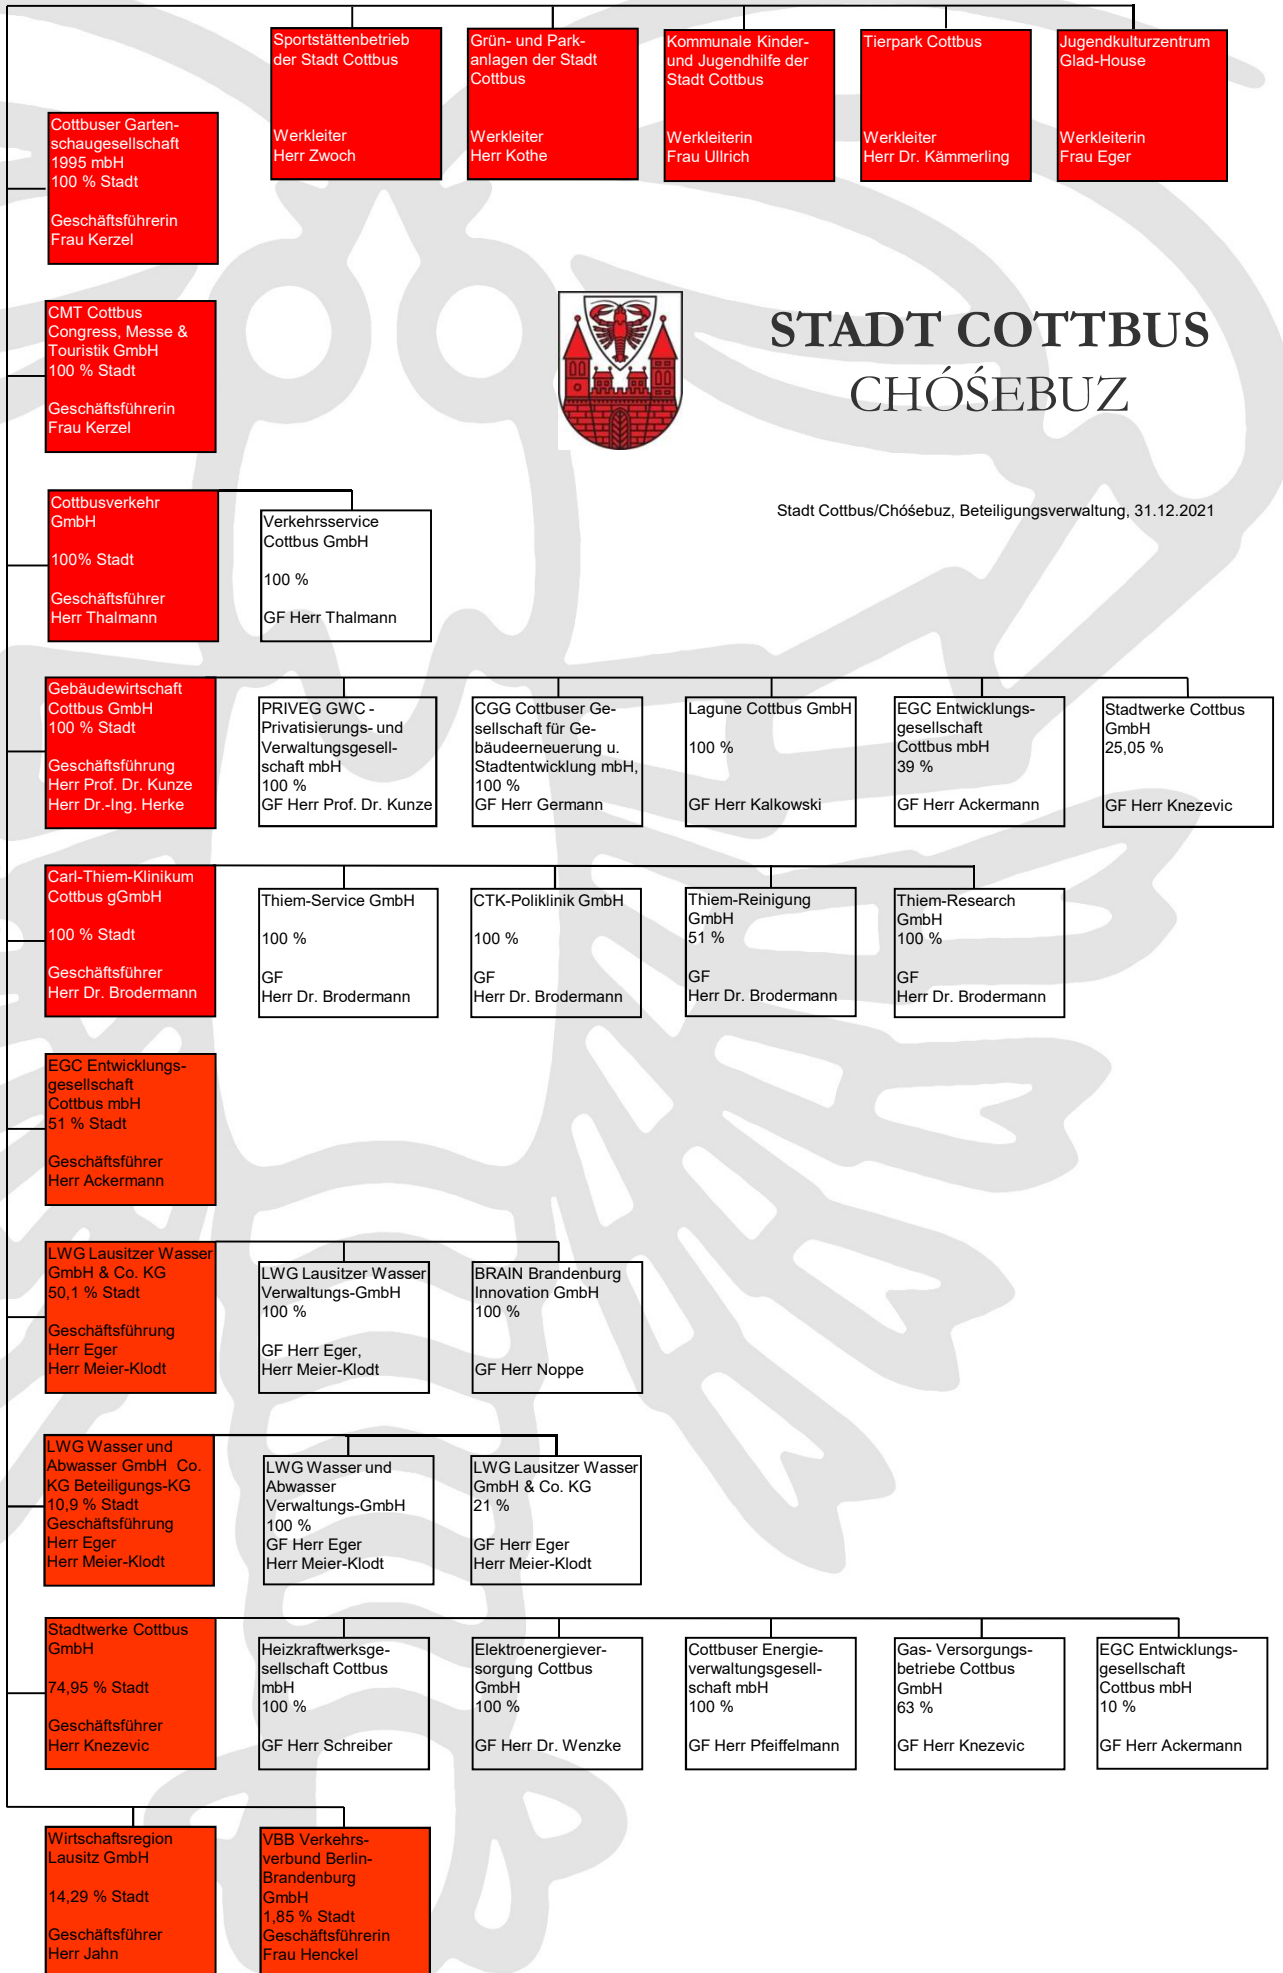 Sportstättenbetrieb
der Stadt Cottbus
Werkleiter
Herr Zwoch
Grün- und Park-
anlagen der Stadt
Cottbus
Werkleiter
Herr Kothe
Kommunale Kinder-
und Jugendhilfe der
Stadt Cottbus
Werkleiterin
Frau Ullrich
Tierpark Cottbus
Werkleiter
Herr Dr. Kämmerling
Jugendkulturzentrum
Glad-House
Werkleiterin
Frau Eger
Cottbuser Garten-
schaugesellschaft
1995 mbH
100 % Stadt
Geschäftsführerin
Frau Kerzel
CMT Cottbus
Congress, Messe &
Touristik GmbH
100 % Stadt
Geschäftsführerin
Frau Kerzel
STADT COTTBUS
CHÓŚEBUZ
Stadt Cottbus/Chóśebuz, Beteiligungsverwaltung, 31.12.2021
Cottbusverkehr
GmbH
100% Stadt
Geschäftsführer
Herr Thalmann
Verkehrsservice
Cottbus GmbH
100 %
GF Herr Thalmann
Gebäudewirtschaft
Cottbus GmbH
100 % Stadt
Geschäftsführung
Herr Prof. Dr. Kunze
Herr Dr.-Ing. Herke
PRIVEG GWC -
Privatisierungs- und
Verwaltungsgesell-
schaft mbH
100 %
GF Herr Prof. Dr. Kunze
CGG Cottbuser Ge-
sellschaft für Ge-
bäudeerneuerung u.
Stadtentwicklung mbH,
100 %
GF Herr Germann
Lagune Cottbus GmbH
100 %
GF Herr Kalkowski
EGC Entwicklungs-
gesellschaft
Cottbus mbH
39 %
GF Herr Ackermann
Stadtwerke Cottbus
GmbH
25,05 %
GF Herr Knezevic
Carl-Thiem-Klinikum
Cottbus gGmbH
100 % Stadt
Geschäftsführer
Herr Dr. Brodermann
Thiem-Service GmbH
100 %
GF
Herr Dr. Brodermann
CTK-Poliklinik GmbH
100 %
GF
Herr Dr. Brodermann
Thiem-Reinigung
GmbH
51 %
GF
Herr Dr. Brodermann
Thiem-Research
GmbH
100 %
GF
Herr Dr. Brodermann
EGC Entwicklungs-
gesellschaft
Cottbus mbH
51 % Stadt
Geschäftsführer
Herr Ackermann
LWG Lausitzer Wasser
GmbH & Co. KG
50,1 % Stadt
Geschäftsführung
Herr Eger
Herr Meier-Klodt
LWG Lausitzer Wasser
Verwaltungs-GmbH
100 %
GF Herr Eger,
Herr Meier-Klodt
BRAIN Brandenburg
Innovation GmbH
100 %
GF Herr Noppe
LWG Wasser und
Abwasser GmbH  Co.
KG Beteiligungs-KG
10,9 % Stadt
Geschäftsführung
Herr Eger
Herr Meier-Klodt
LWG Wasser und
Abwasser
Verwaltungs-GmbH
100 %
GF Herr Eger
Herr Meier-Klodt
LWG Lausitzer Wasser
GmbH & Co. KG
21 %
GF Herr Eger
Herr Meier-Klodt
Stadtwerke Cottbus
GmbH
74,95 % Stadt
Geschäftsführer
Herr Knezevic
Heizkraftwerksge-
sellschaft Cottbus
mbH
100 %
GF Herr Schreiber
Elektroenergiever-
sorgung Cottbus
GmbH
100 %
GF Herr Dr. Wenzke
Cottbuser Energie-
verwaltungsgesell-
schaft mbH
100 %
GF Herr Pfeiffelmann
Gas- Versorgungs-
betriebe Cottbus
GmbH
63 %
GF Herr Knezevic
EGC Entwicklungs-
gesellschaft
Cottbus mbH
10 %
GF Herr Ackermann
Wirtschaftsregion
Lausitz GmbH
14,29 % Stadt
Geschäftsführer
Herr Jahn
VBB Verkehrs-
verbund Berlin-
Brandenburg
GmbH
1,85 % Stadt
Geschäftsführerin
Frau Henckel